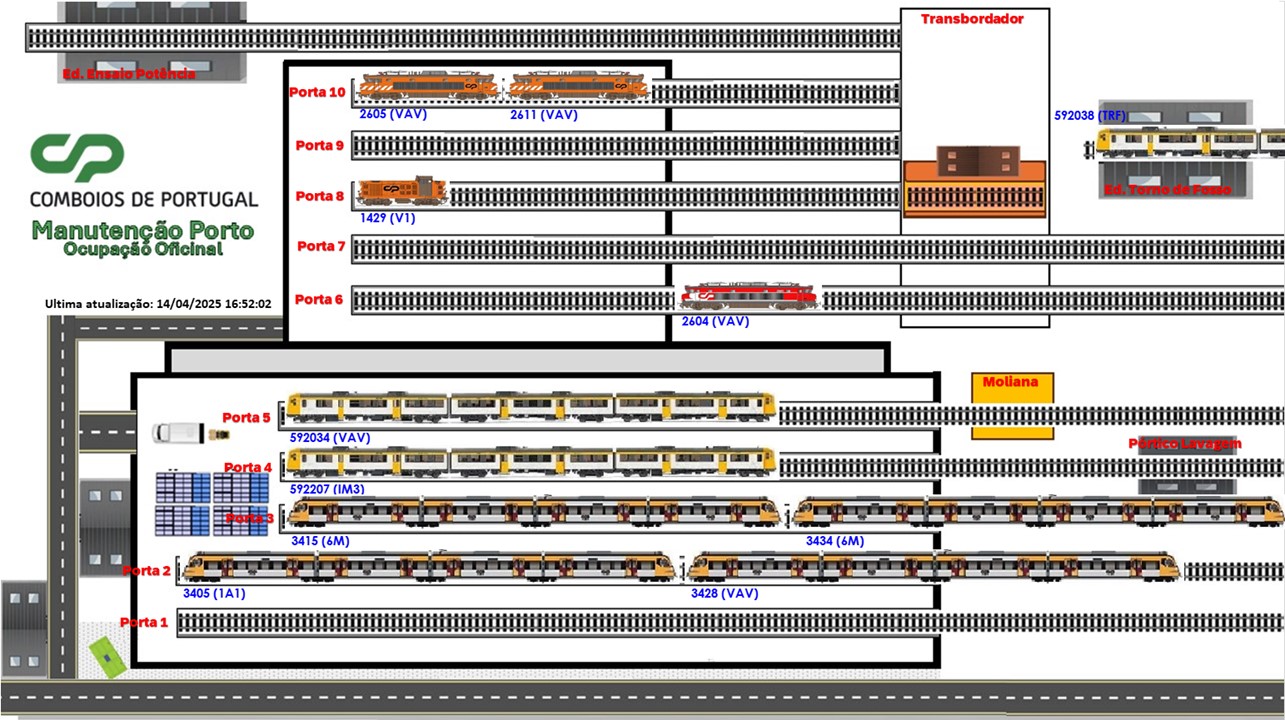 Transbordador
Ed. Ensaio Potência
Porta 10
2605 (VAV)
2611 (VAV)
592038 (TRF)
Porta 9
CP
COMBOIOS DE PORTUGAL
Manutenção Porto
Ocupação Oficinal
Porta 8
1429 (V1)
Ed. Torno de Fosso
Porta 7
Porta 6
2604 (VAV)
Ultima atualização: 14/04/2025 16:52:02
Moliana
Porta 5
592034 (VAV)
Pórtico Lavagem
Porta 4
592207 (IM3)
Porta 3
3415 (6M)
3434 (6M)
Porta 2
3405 (1A1)
3428 (VAV)
Porta 1